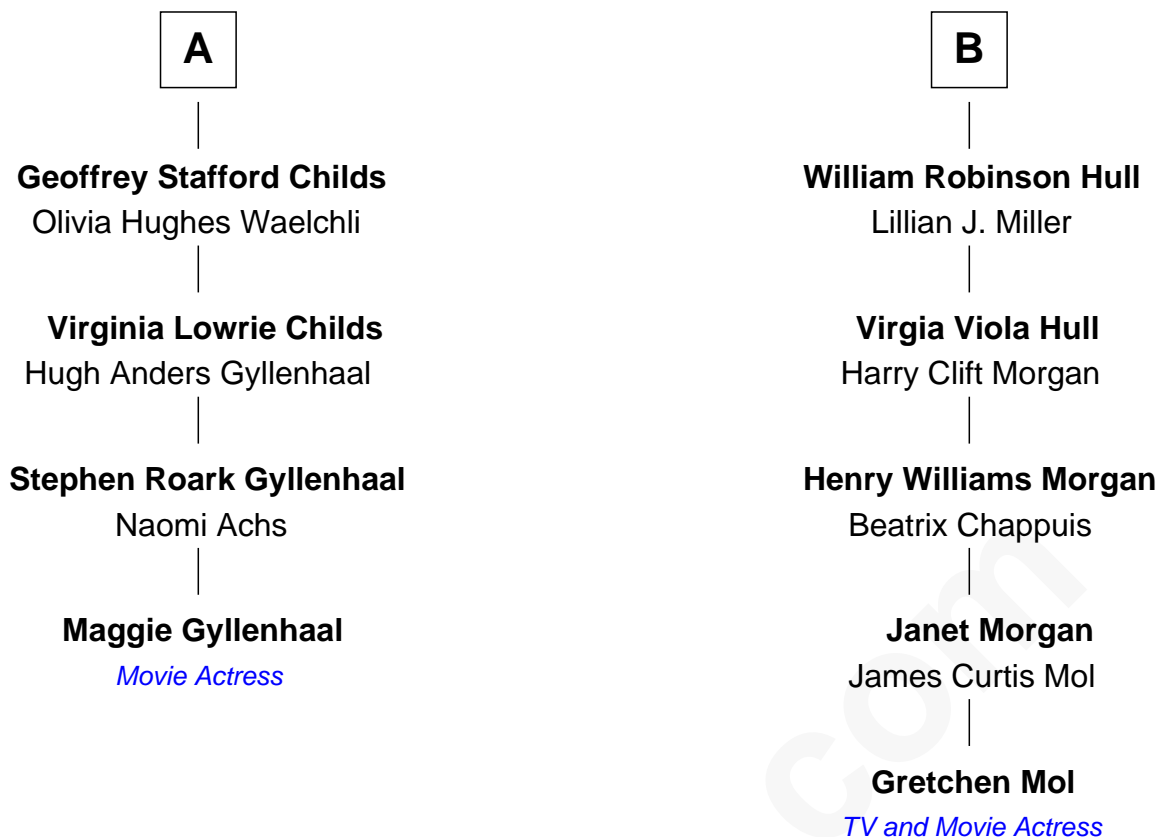 A
Geoffrey Stafford Childs
Olivia Hughes Waelchli
Virginia Lowrie Childs
Hugh Anders Gyllenhaal
Stephen Roark Gyllenhaal
Naomi Achs
Maggie Gyllenhaal
Movie Actress
B
William Robinson Hull
Lillian J. Miller
Virgia Viola Hull
Harry Clift Morgan
Henry Williams Morgan
Beatrix Chappuis
Janet Morgan
James Curtis Mol
Gretchen Mol
TV and Movie Actress
com